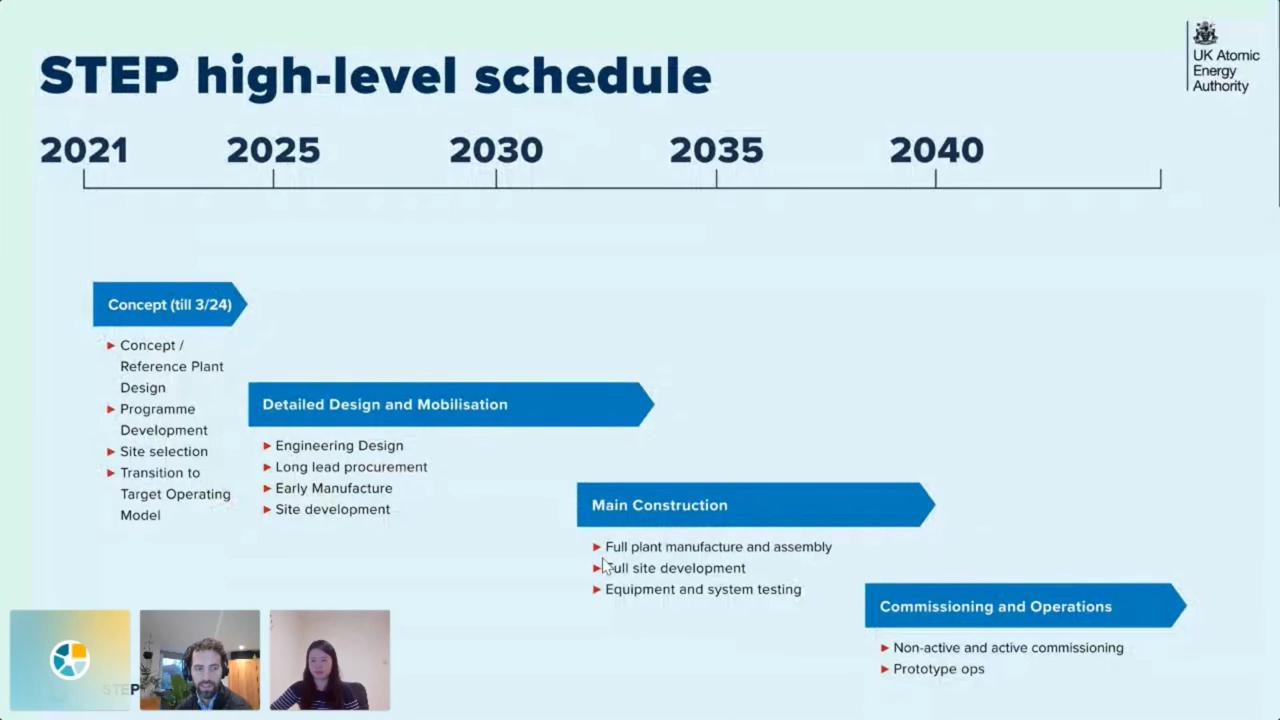 STEP high-level schedule
UK Atomic
Energy
Authority
2021 2025 2030 2035 2040
Concept (till 3/24)
Concept /
Reference Plant
Design
Programme
Development
Site selection
Transition to
Target Operating
Model
Detailed Design and Mobilisation
Engineering Design
Long lead procurement
Early Manufacture
Site development
Main Construction
Full plant manufacture and assembly
Full site development
Equipment and system testing
Commissioning and Operations
Non-active and active commissioning
Prototype ops
STEP